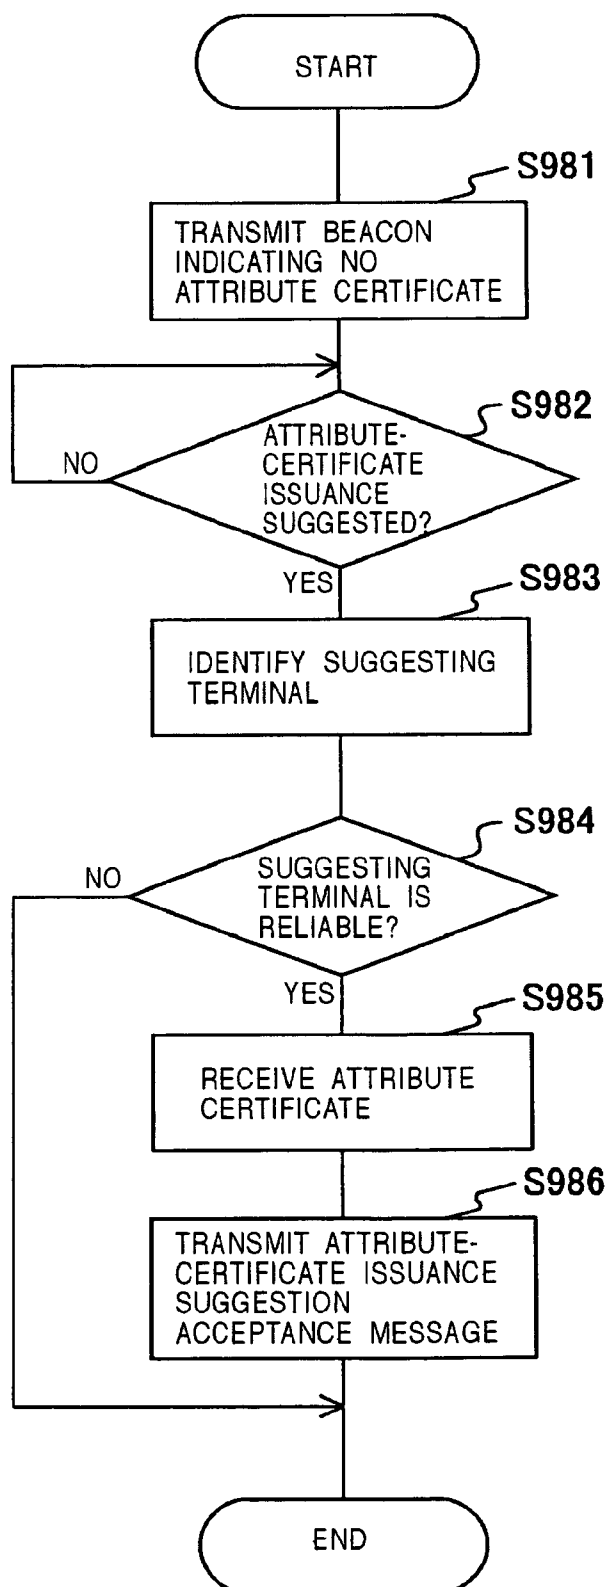 START
S981
TRANSMIT BEACON
INDICATING NO
ATTRIBUTE CERTIFICATE
S982
ATTRIBUTE-
CERTIFICATE
ISSUANCE
SUGGESTED?
NO
YES
S983
IDENTIFY SUGGESTING
TERMINAL
S984
SUGGESTING
TERMINAL IS
RELIABLE?
NO
YES
S985
RECEIVE ATTRIBUTE
CERTIFICATE
S986
TRANSMIT ATTRIBUTE-
CERTIFICATE ISSUANCE
SUGGESTION
ACCEPTANCE MESSAGE
END